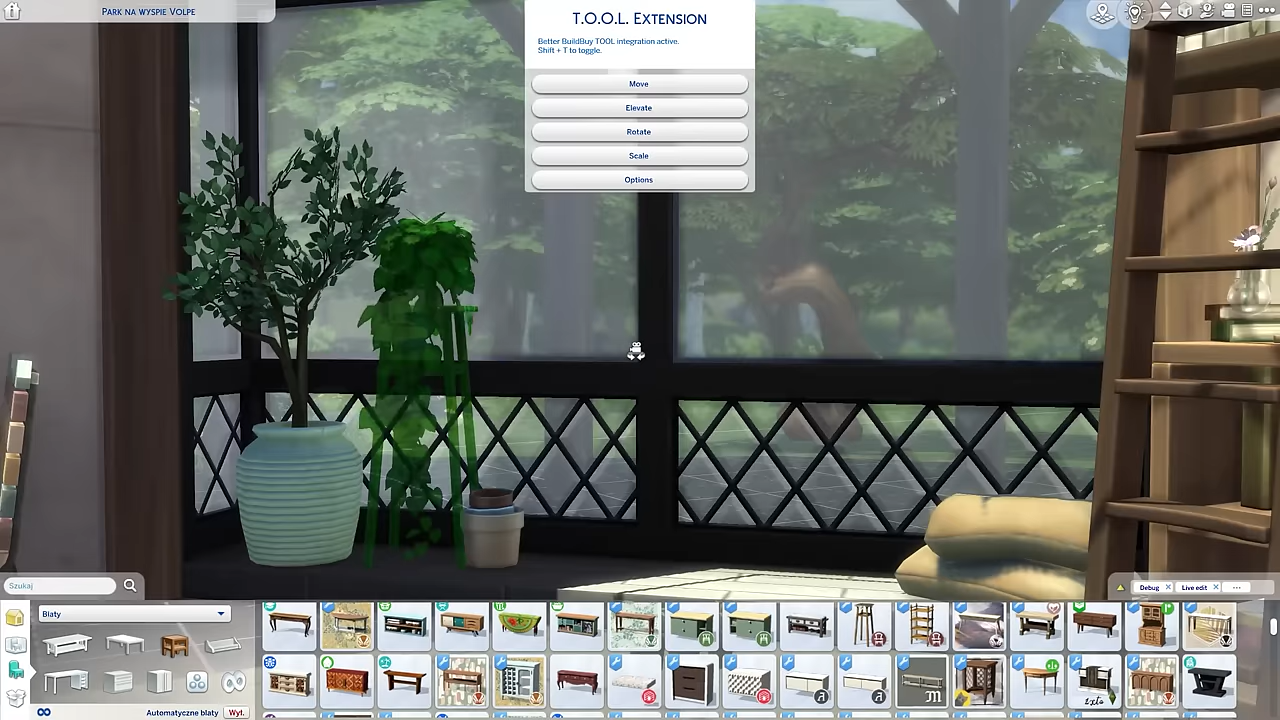 Park na wyspie Volpe
T.O.O.L. Extension
Better BuildBuy TOOL integration active.
Shift + T to toggle.
Move
Elevate
Rotate
Scale
Options
Szukaj
Debug
Live edit
Blaty
Automatyczne blaty
Wył.